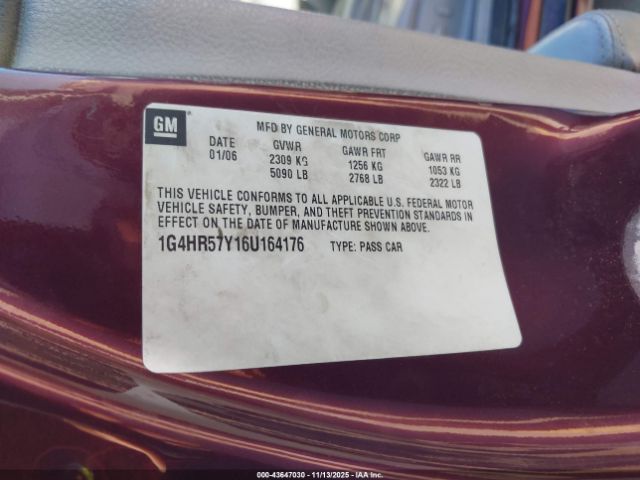 GM
MFD BY GENERAL MOTORS CORP
DATE GVWR GAWR FRT GAWR RR
01/06 2309 KG 1256 KG 1053 KG
5090 LB 2768 LB 2322 LB
THIS VEHICLE CONFORMS TO ALL APPLICABLE U.S. FEDERAL MOTOR
VEHICLE SAFETY, BUMPER, AND THEFT PREVENTION STANDARDS IN
EFFECT ON THE DATE OF MANUFACTURE SHOWN ABOVE.
1G4HR57Y16U164176 TYPE: PASS CAR
000-43647030 - 11/13/2025 - IAAI.CA